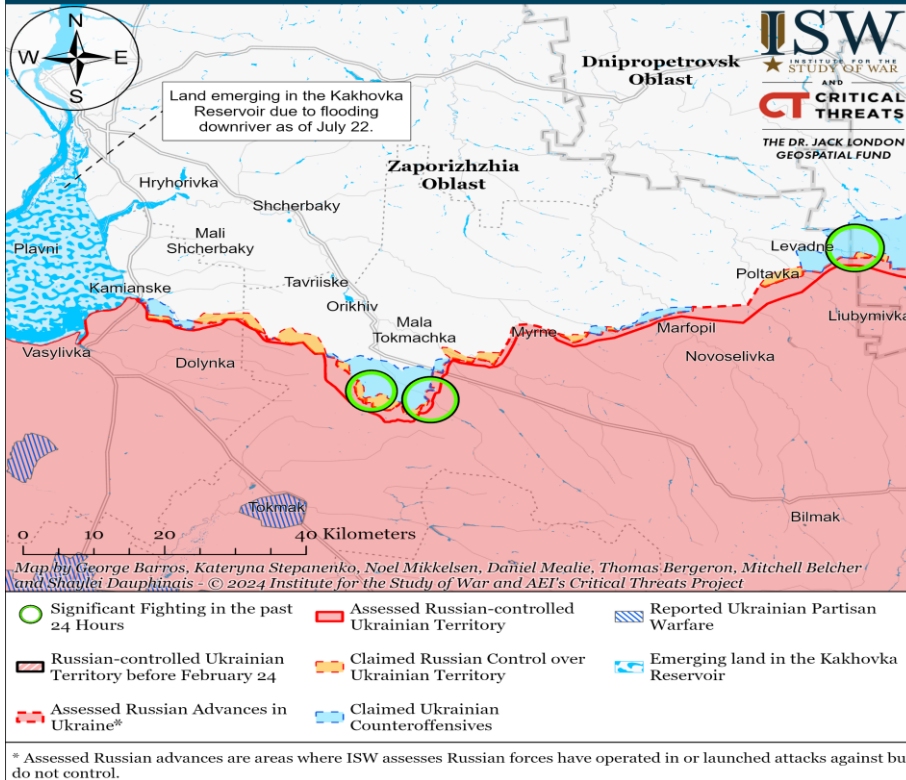 N
W E
S
ISW
INSTITUTE FOR THE
STUDY OF WAR
AND
CT CRITICAL
THREATS
THE DR. JACK LONDON
GEOSPATIAL FUND
Dnipropetrovsk
Oblast
Land emerging in the Kakhovka
Reservoir due to flooding
downriver as of July 22.
Zaporizhzhia
Oblast
Hryhorivka
Shcherbaky
Mali
Shcherbaky
Plavni
Levadne
Tavriiske
Poltavka
Kamianske
Orikhiv
Liubymivka
Mala
Tokmachka
Myrne
Marfopil
Vasylivka
Dolynka
Novoselivka
Tokmak
Bilmak
0 10 20 40 Kilometers
Map by George Barros, Kateryna Stepanenko, Noel Mikkelsen, Daniel Mealie, Thomas Bergeron, Mitchell Belcher
and Shaylei Dauphinais - © 2024 Institute for the Study of War and AEI's Critical Threats Project
Significant Fighting in the past
24 Hours
Russian-controlled Ukrainian
Territory before February 24
Assessed Russian Advances in
Ukraine*
Assessed Russian-controlled
Ukrainian Territory
Claimed Russian Control over
Ukrainian Territory
Claimed Ukrainian
Counteroffensives
Reported Ukrainian Partisan
Warfare
Emerging land in the Kakhovka
Reservoir
* Assessed Russian advances are areas where ISW assesses Russian forces have operated in or launched attacks against bu
do not control.